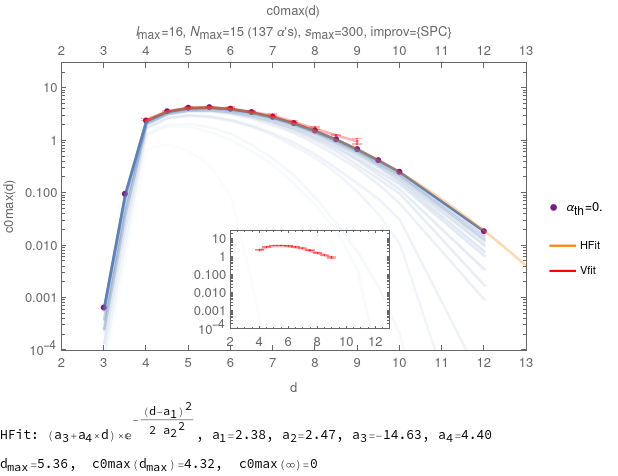 c0max(d)
lmax=16, Nmax=15 (137 α's), smax=300, improv={SPC}
2 3 4 5 6 7 8 9 10 11 12 13
10
1
0.100
0.010
0.001
10⁻⁴
c0max(d)
10
1
0.100
0.010
0.001
10⁻⁴
2 4 6 8 10 12
2 3 4 5 6 7 8 9 10 11 12 13
d
αth=0.
HFit
Vfit
HFit: (a3+a4×d)×e^(-(d-a1)²/(2 a2²)), a1=2.38, a2=2.47, a3=-14.63, a4=4.40
dmax=5.36, c0max(dmax)=4.32, c0max(∞)=0